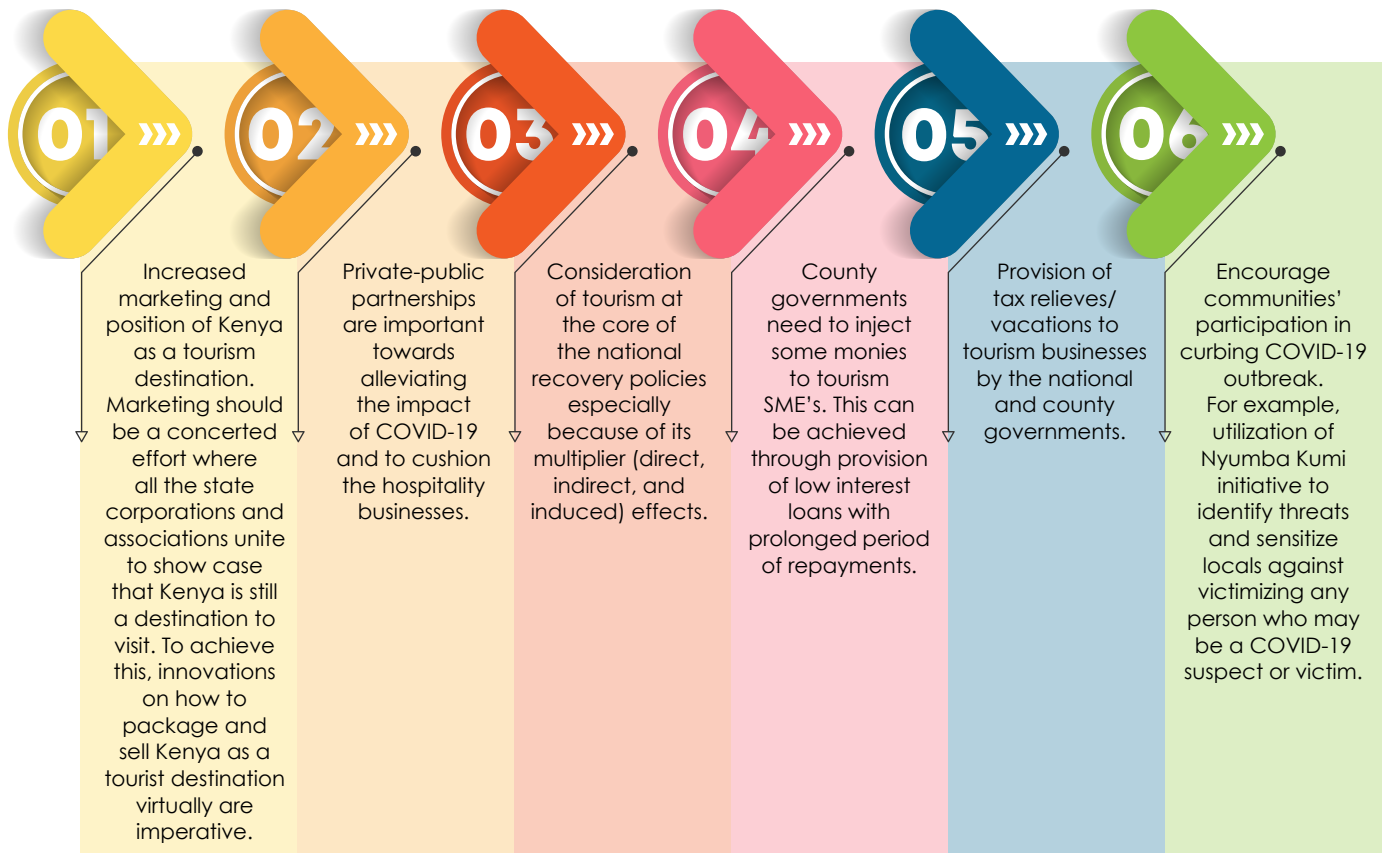 01
Increased
marketing and
position of Kenya
as a tourism
destination.
Marketing should
be a concerted
effort where
all the state
corporations and
associations unite
to show case
that Kenya is still
a destination to
visit. To achieve
this, innovations
on how to
package and
sell Kenya as a
tourist destination
virtually are
imperative.
02
Private-public
partnerships
are important
towards
alleviating
the impact
of COVID-19
and to cushion
the hospitality
businesses.
03
Consideration
of tourism at
the core of
the national
recovery policies
especially
because of its
multiplier (direct,
indirect, and
induced) effects.
04
County
governments
need to inject
some monies
to tourism
SME's. This can
be achieved
through provision
of low interest
loans with
prolonged period
of repayments.
05
Provision of
tax relieves/
vacations to
tourism businesses
by the national
and county
governments.
06
Encourage
communities'
participation in
curbing COVID-19
outbreak.
For example,
utilization of
Nyumba Kumi
initiative to
identify threats
and sensitize
locals against
victimizing any
person who may
be a COVID-19
suspect or victim.